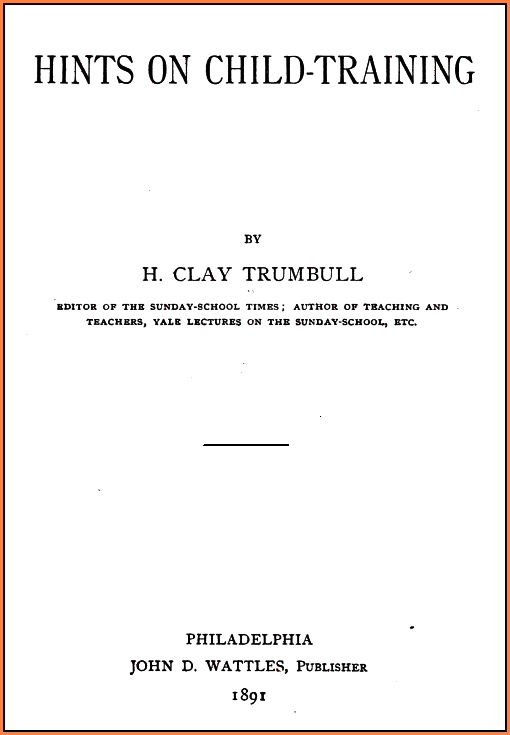 HINTS ON CHILD-TRAINING
BY
H. CLAY TRUMBULL
EDITOR OF THE SUNDAY-SCHOOL TIMES; AUTHOR OF TEACHING AND
TEACHERS, YALE LECTURES ON THE SUNDAY-SCHOOL, ETC.
PHILADELPHIA
JOHN D. WATTLES, PUBLISHER
1891